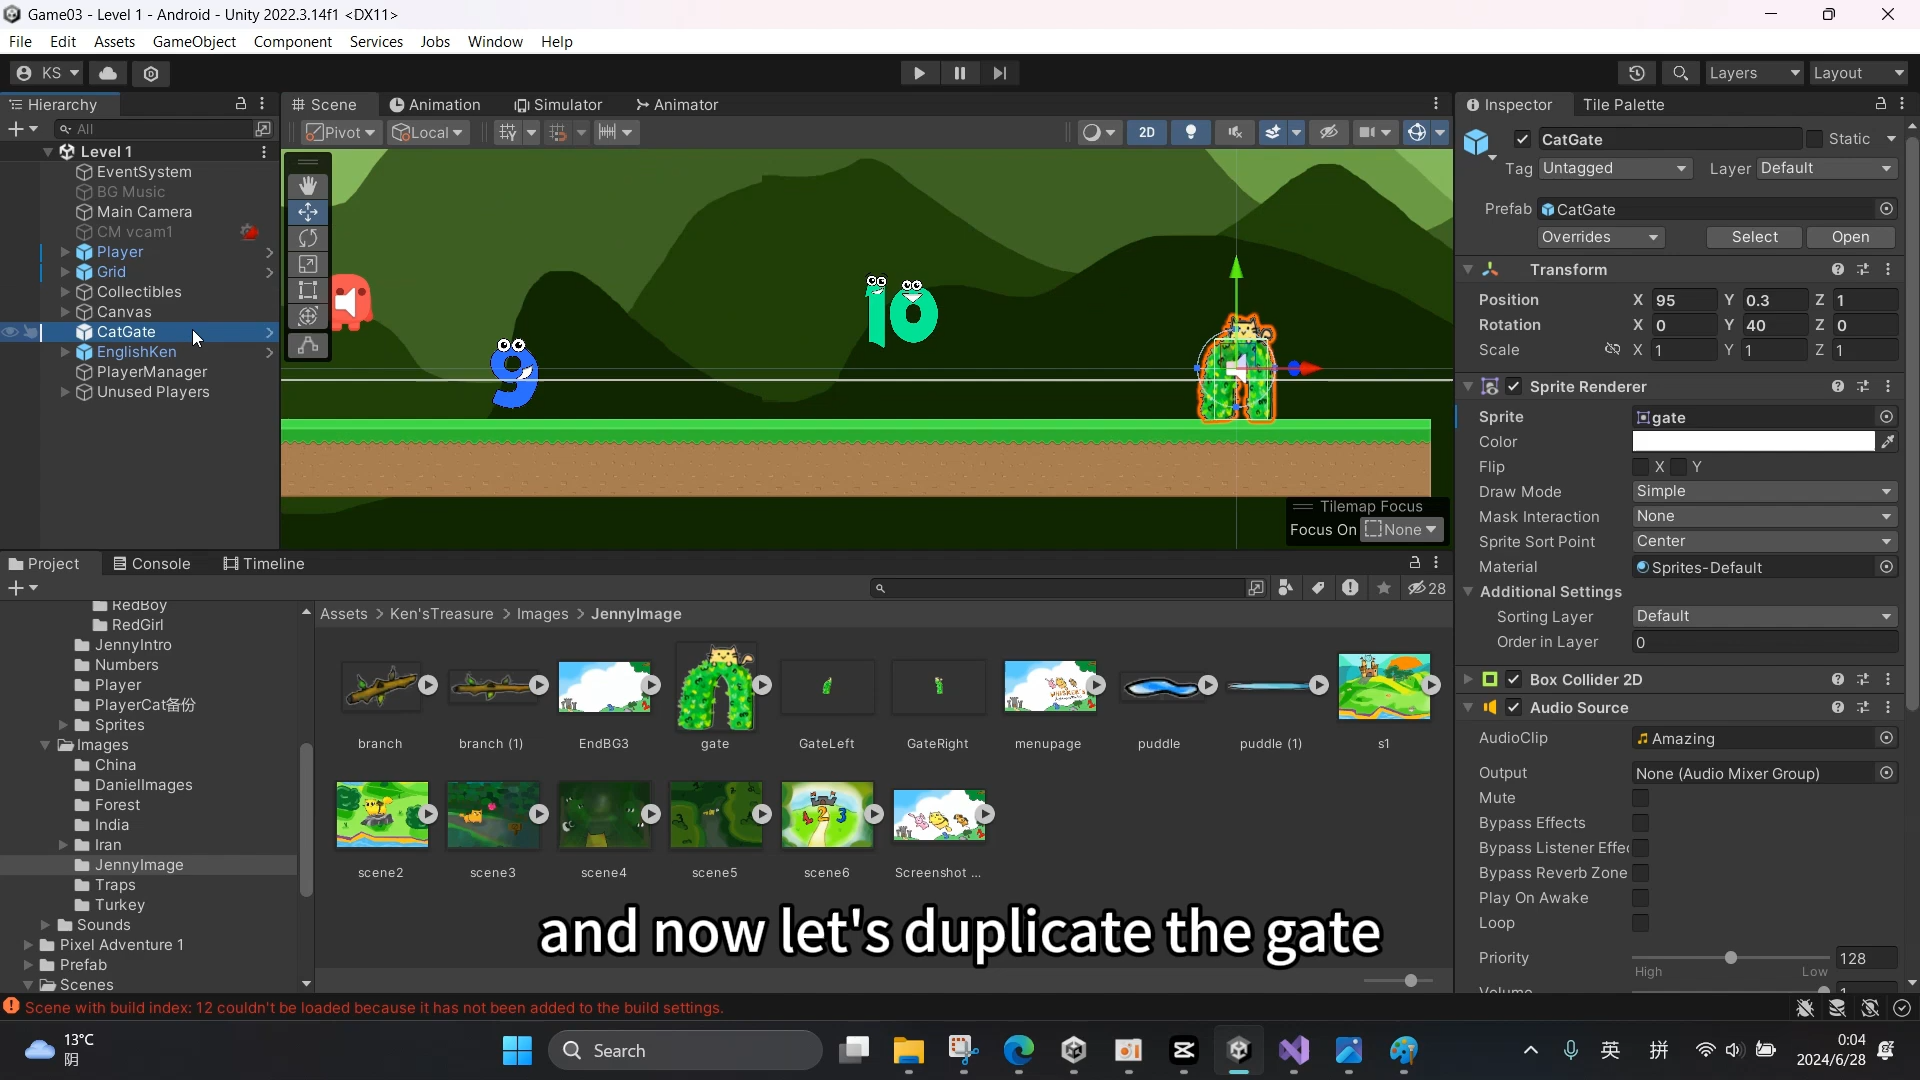 Game03 - Level 1 - Android - Unity 2022.3.14f1 <DX11>
File Edit Assets GameObject Component Services Jobs Window Help
KS Layers Layout
Hierarchy
All
Level 1
EventSystem
BG Music
Main Camera
CM vcam1
Player
Grid
Collectibles
Canvas
CatGate
EnglishKen
PlayerManager
Unused Players
Scene Animation Simulator Animator
Pivot Local 2D
9
10
Tilemap Focus
Focus On None
Inspector Tile Palette
CatGate Static
Tag Untagged Layer Default
Prefab CatGate
Overrides Select Open
Transform
Position X 95 Y 0.3 Z 1
Rotation X 0 Y 40 Z 0
Scale X 1 Y 1 Z 1
Sprite Renderer
Sprite gate
Color
Flip X Y
Draw Mode Simple
Mask Interaction None
Sprite Sort Point Center
Material Sprites-Default
Additional Settings
Sorting Layer Default
Order in Layer 0
Box Collider 2D
Audio Source
AudioClip Amazing
Output None (Audio Mixer Group)
Mute
Bypass Effects
Bypass Listener Effe
Bypass Reverb Zone
Play On Awake
Loop
Priority 128
High Low
Volume 1
Project Console Timeline
28
RedBoy
RedGirl
JennyIntro
Numbers
Player
PlayerCat备份
Sprites
Images
China
DanielImages
Forest
India
Iran
JennyImage
Traps
Turkey
Sounds
Pixel Adventure 1
Prefab
Scenes
Assets > Ken'sTreasure > Images > JennyImage
branch branch (1) EndBG3 gate GateLeft GateRight menupage puddle puddle (1) s1
scene2 scene3 scene4 scene5 scene6 Screenshot ...
and now let's duplicate the gate
Scene with build index: 12 couldn't be loaded because it has not been added to the build settings.
13°C
阴
Search
英 拼
0:04
2024/6/28